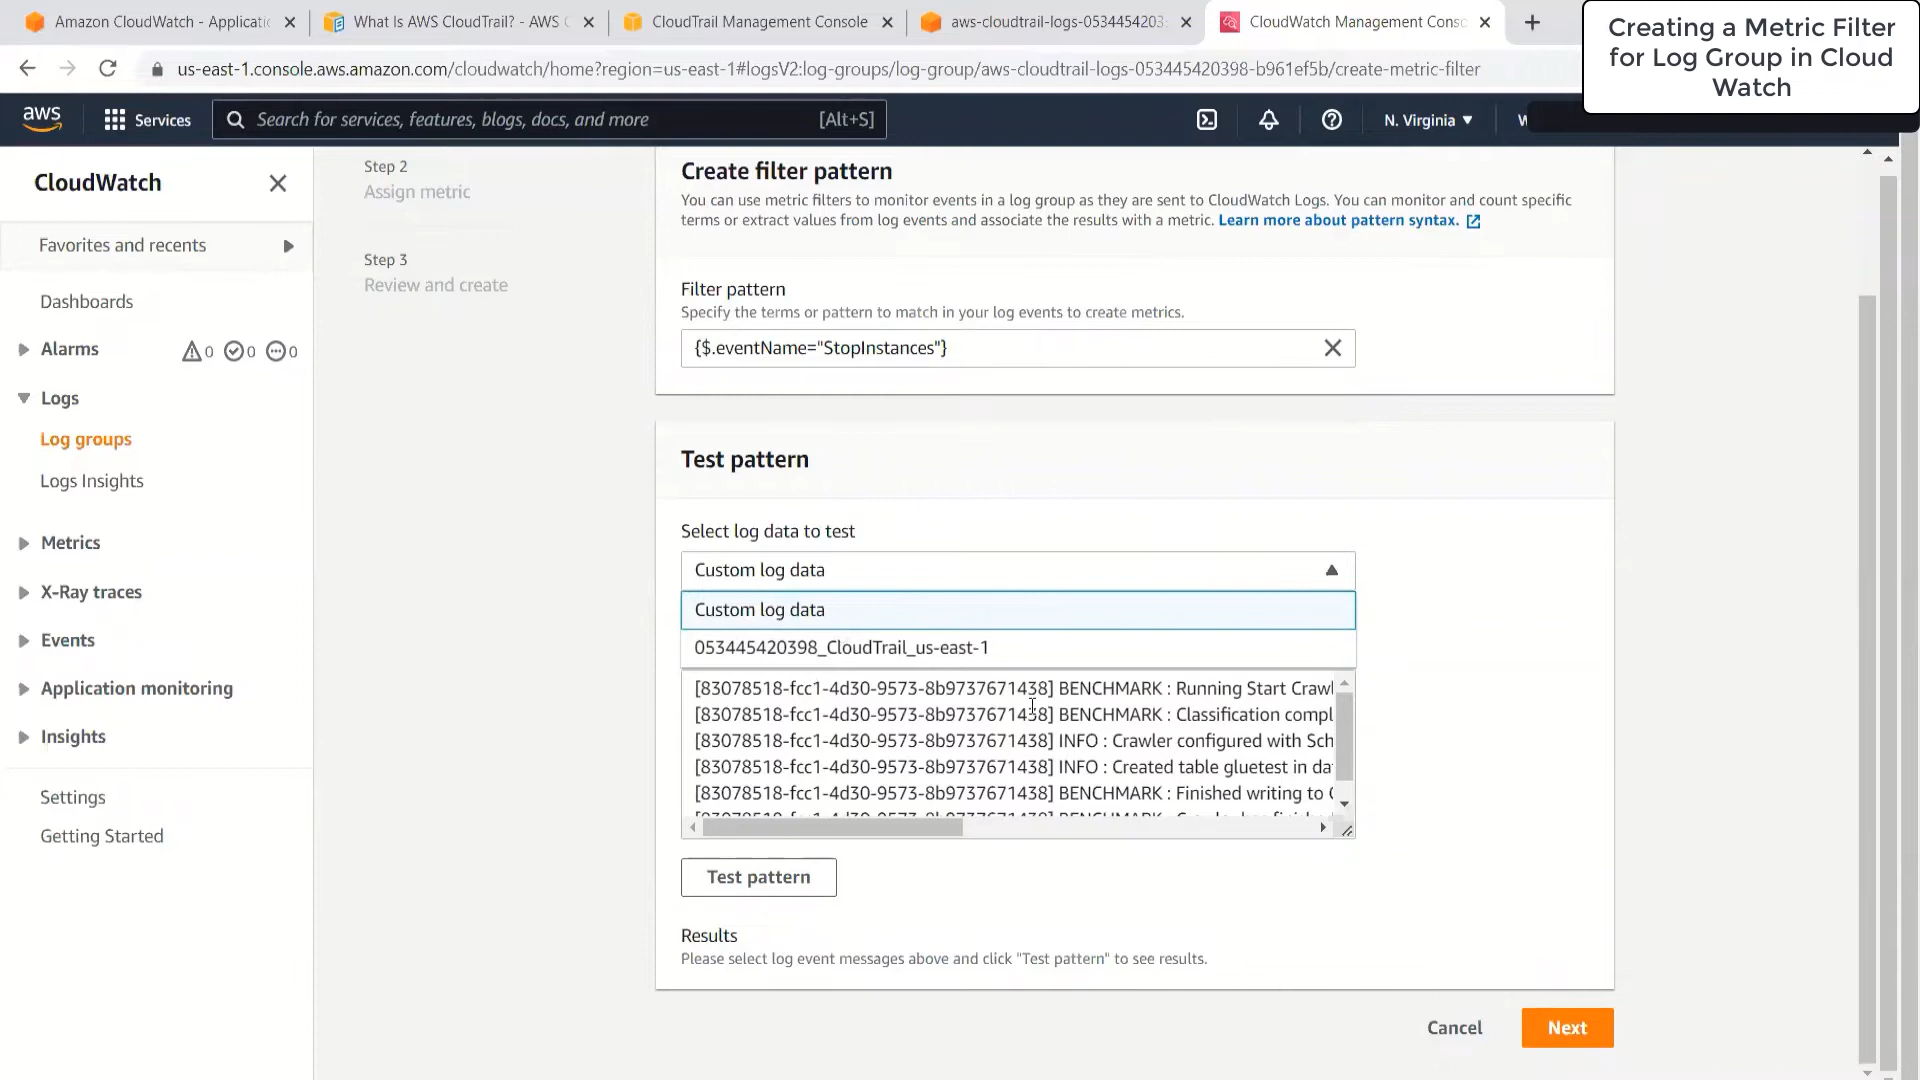 Amazon CloudWatch - Applicatio
What Is AWS CloudTrail? - AWS C
CloudTrail Management Console
aws-cloudtrail-logs-0534454203
CloudWatch Management Conso
Creating a Metric Filter
for Log Group in Cloud
Watch
us-east-1.console.aws.amazon.com/cloudwatch/home?region=us-east-1#logsV2:log-groups/log-group/aws-cloudtrail-logs-053445420398-b961ef5b/create-metric-filter
aws
Services
Search for services, features, blogs, docs, and more
[Alt+S]
N. Virginia
CloudWatch
Favorites and recents
Dashboards
Alarms
0
0
0
Logs
Log groups
Logs Insights
Metrics
X-Ray traces
Events
Application monitoring
Insights
Settings
Getting Started
Step 2
Assign metric
Step 3
Review and create
Create filter pattern
You can use metric filters to monitor events in a log group as they are sent to CloudWatch Logs. You can monitor and count specific
terms or extract values from log events and associate the results with a metric. Learn more about pattern syntax.
Filter pattern
Specify the terms or pattern to match in your log events to create metrics.
{$.eventName="StopInstances"}
Test pattern
Select log data to test
Custom log data
Custom log data
053445420398_CloudTrail_us-east-1
[83078518-fcc1-4d30-9573-8b9737671438] BENCHMARK : Running Start Crawl
[83078518-fcc1-4d30-9573-8b9737671438] BENCHMARK : Classification compl
[83078518-fcc1-4d30-9573-8b9737671438] INFO : Crawler configured with Sch
[83078518-fcc1-4d30-9573-8b9737671438] INFO : Created table gluetest in da
[83078518-fcc1-4d30-9573-8b9737671438] BENCHMARK : Finished writing to C
Test pattern
Results
Please select log event messages above and click "Test pattern" to see results.
Cancel
Next